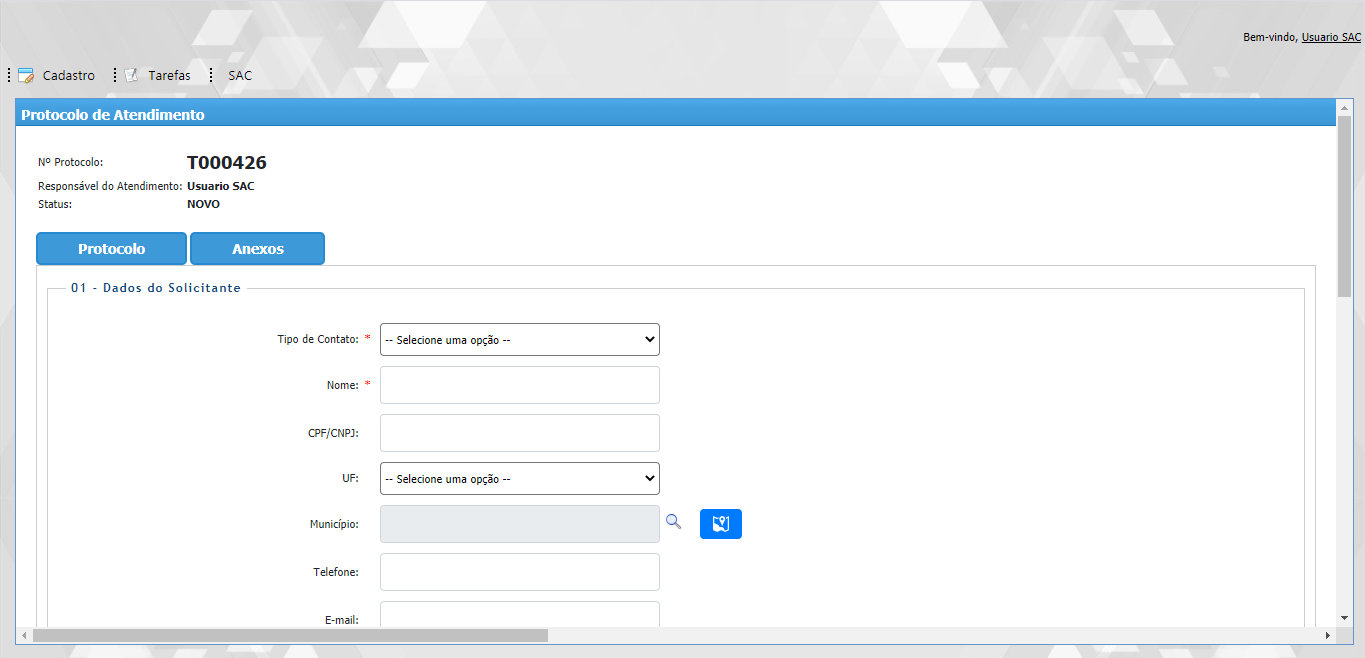 Bem-vindo, Usuario SAC
Cadastro Tarefas SAC
Protocolo de Atendimento
Nº Protocolo: T000426
Responsável do Atendimento: Usuario SAC
Status: NOVO
Protocolo Anexos
01 - Dados do Solicitante
Tipo de Contato: * -- Selecione uma opção --
Nome: *
CPF/CNPJ:
UF: -- Selecione uma opção --
Município:
Telefone:
E-mail: